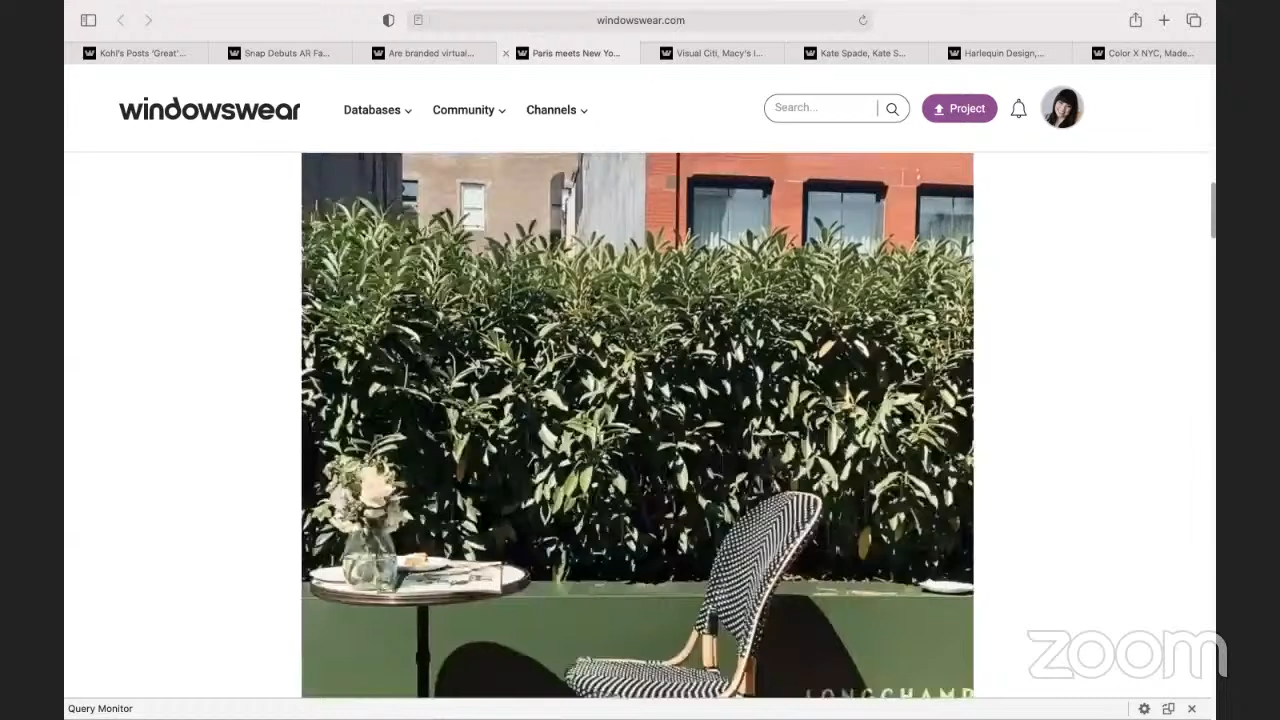 windowswear.com
Kohl's Posts 'Great'...
Snap Debuts AR Fa...
Are branded virtual...
Paris meets New Yo...
Visual Citi, Macy's I...
Kate Spade, Kate S...
Harlequin Design,...
Color X NYC, Made...
windowswear
Databases
Community
Channels
Search...
Project
LONGCHAMP
zoom
Query Monitor